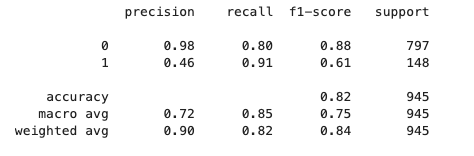 precision recall f1-score support
0 0.98 0.80 0.88 797
1 0.46 0.91 0.61 148
accuracy 0.82 945
macro avg 0.72 0.85 0.75 945
weighted avg 0.90 0.82 0.84 945